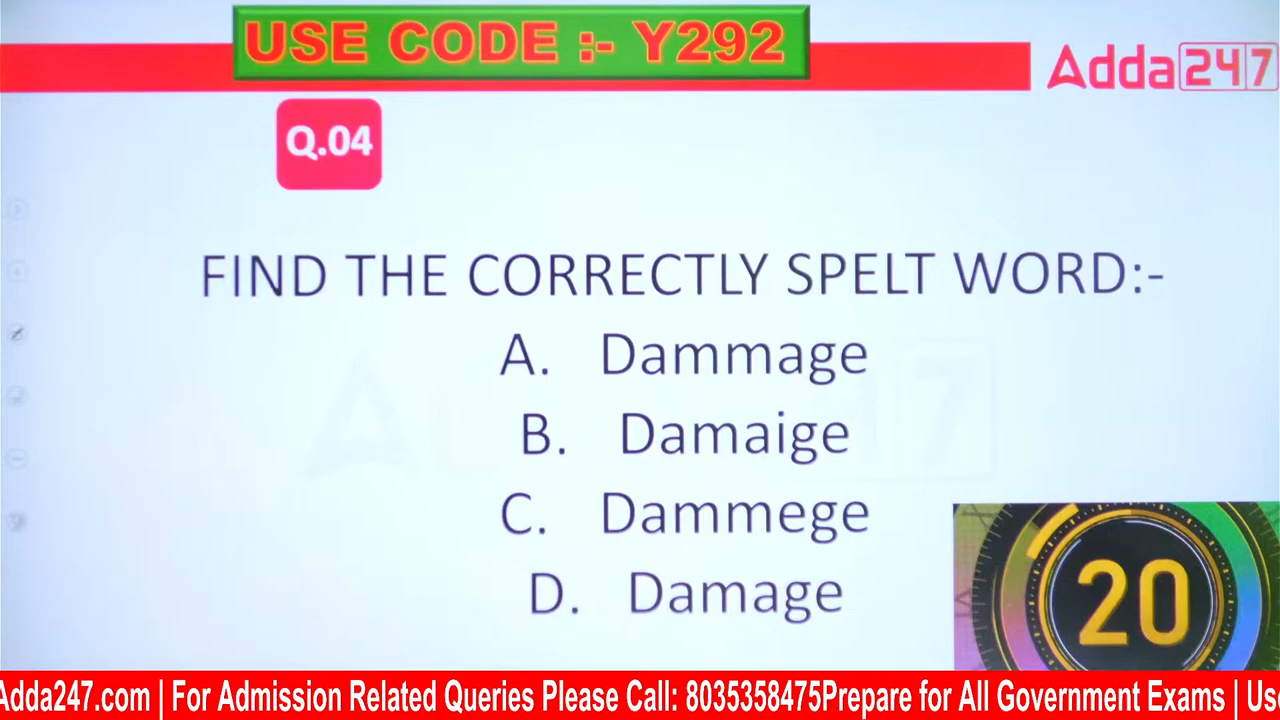 USE CODE :- Y292
Adda247
Q.04
FIND THE CORRECTLY SPELT WORD:-
A. Dammage
B. Damaige
C. Dammege
D. Damage
20
Adda247.com | For Admission Related Queries Please Call: 8035358475Prepare for All Government Exams | Us